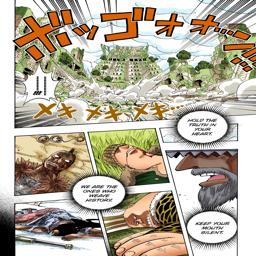 ボッゴォオォン
!!!
メキ メキメキ...
HOLD
THE TRUTH IN
YOUR HEART.
WE ARE THE
ONES WHO WEAVE
HISTORY.
KEEP YOUR
MOUTH
SILENT.